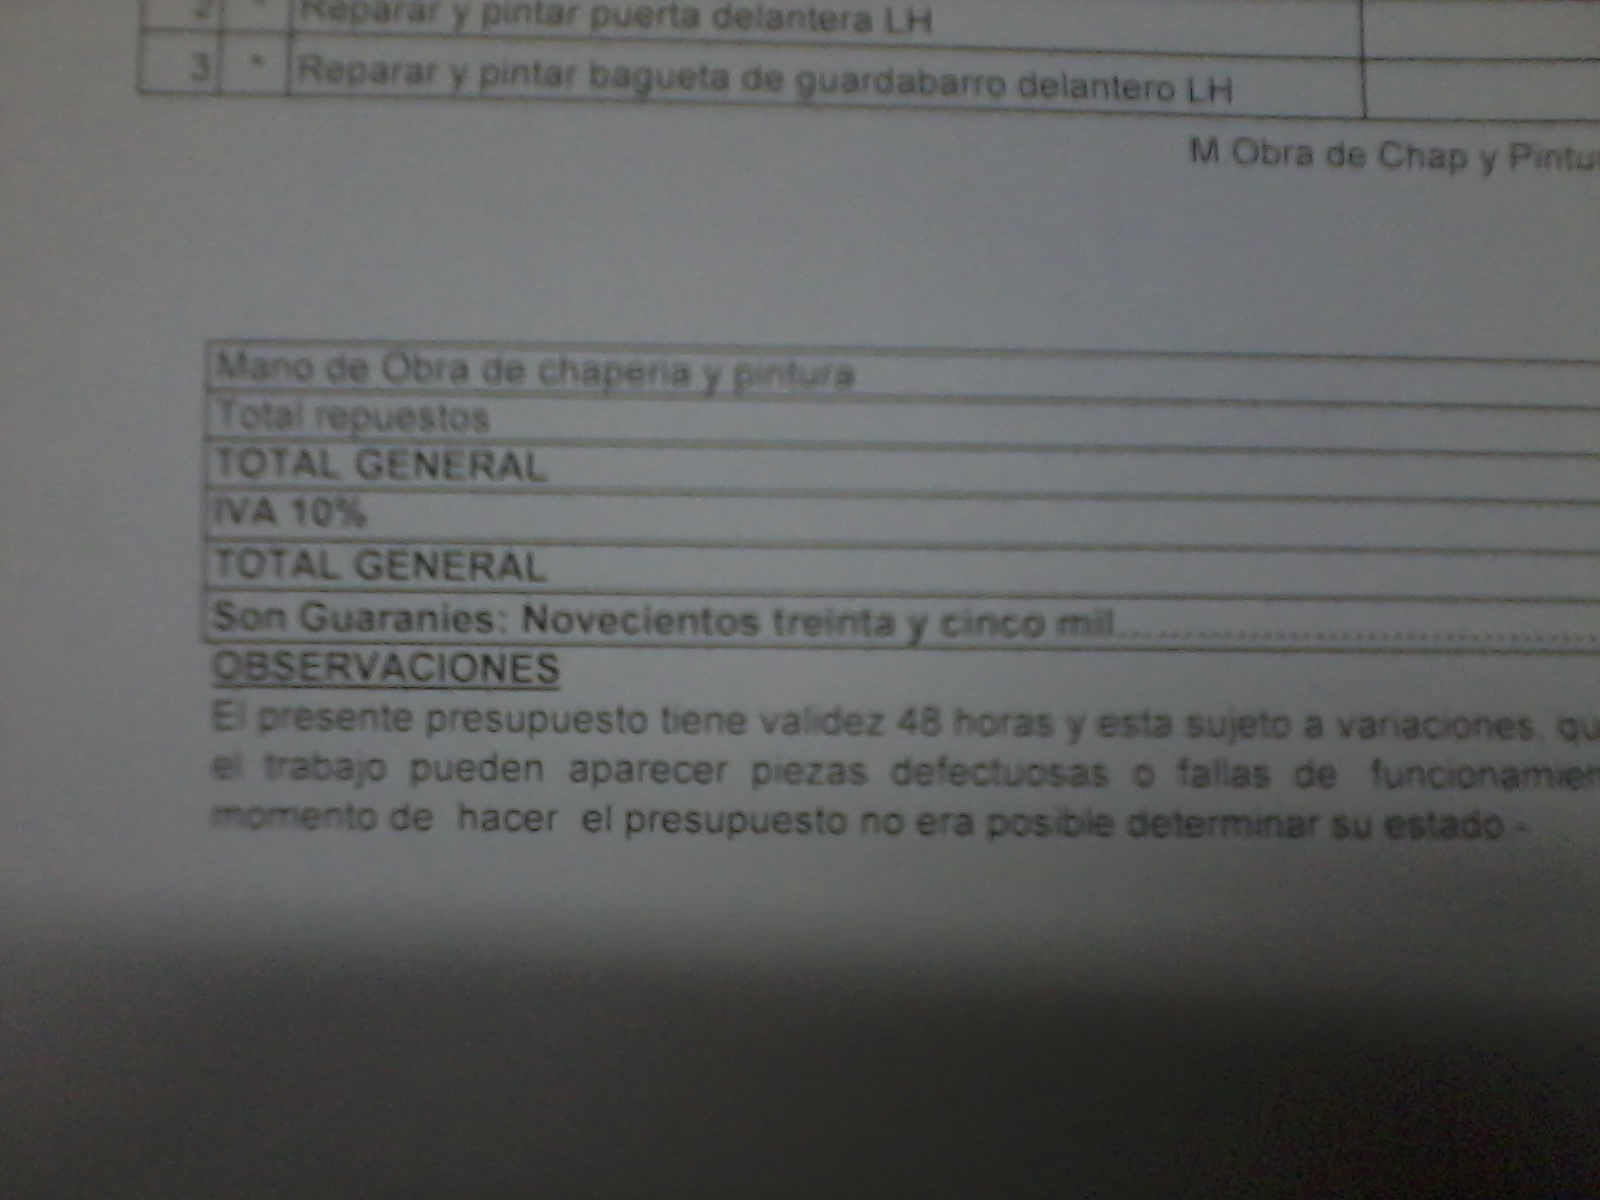 2 * Reparar y pintar puerta delantera LH
3 * Reparar y pintar bagueta de guardabarro delantero LH
M Obra de Chap y Pintu
Mano de Obra de chaperia y pintura
Total repuestos
TOTAL GENERAL
IVA 10%
TOTAL GENERAL
Son Guaranies: Novecientos treinta y cinco mil
OBSERVACIONES
El presente presupuesto tiene validez 48 horas y esta sujeto a variaciones, qu
el trabajo pueden aparecer piezas defectuosas o fallas de funcionamien
momento de hacer el presupuesto no era posible determinar su estado.-